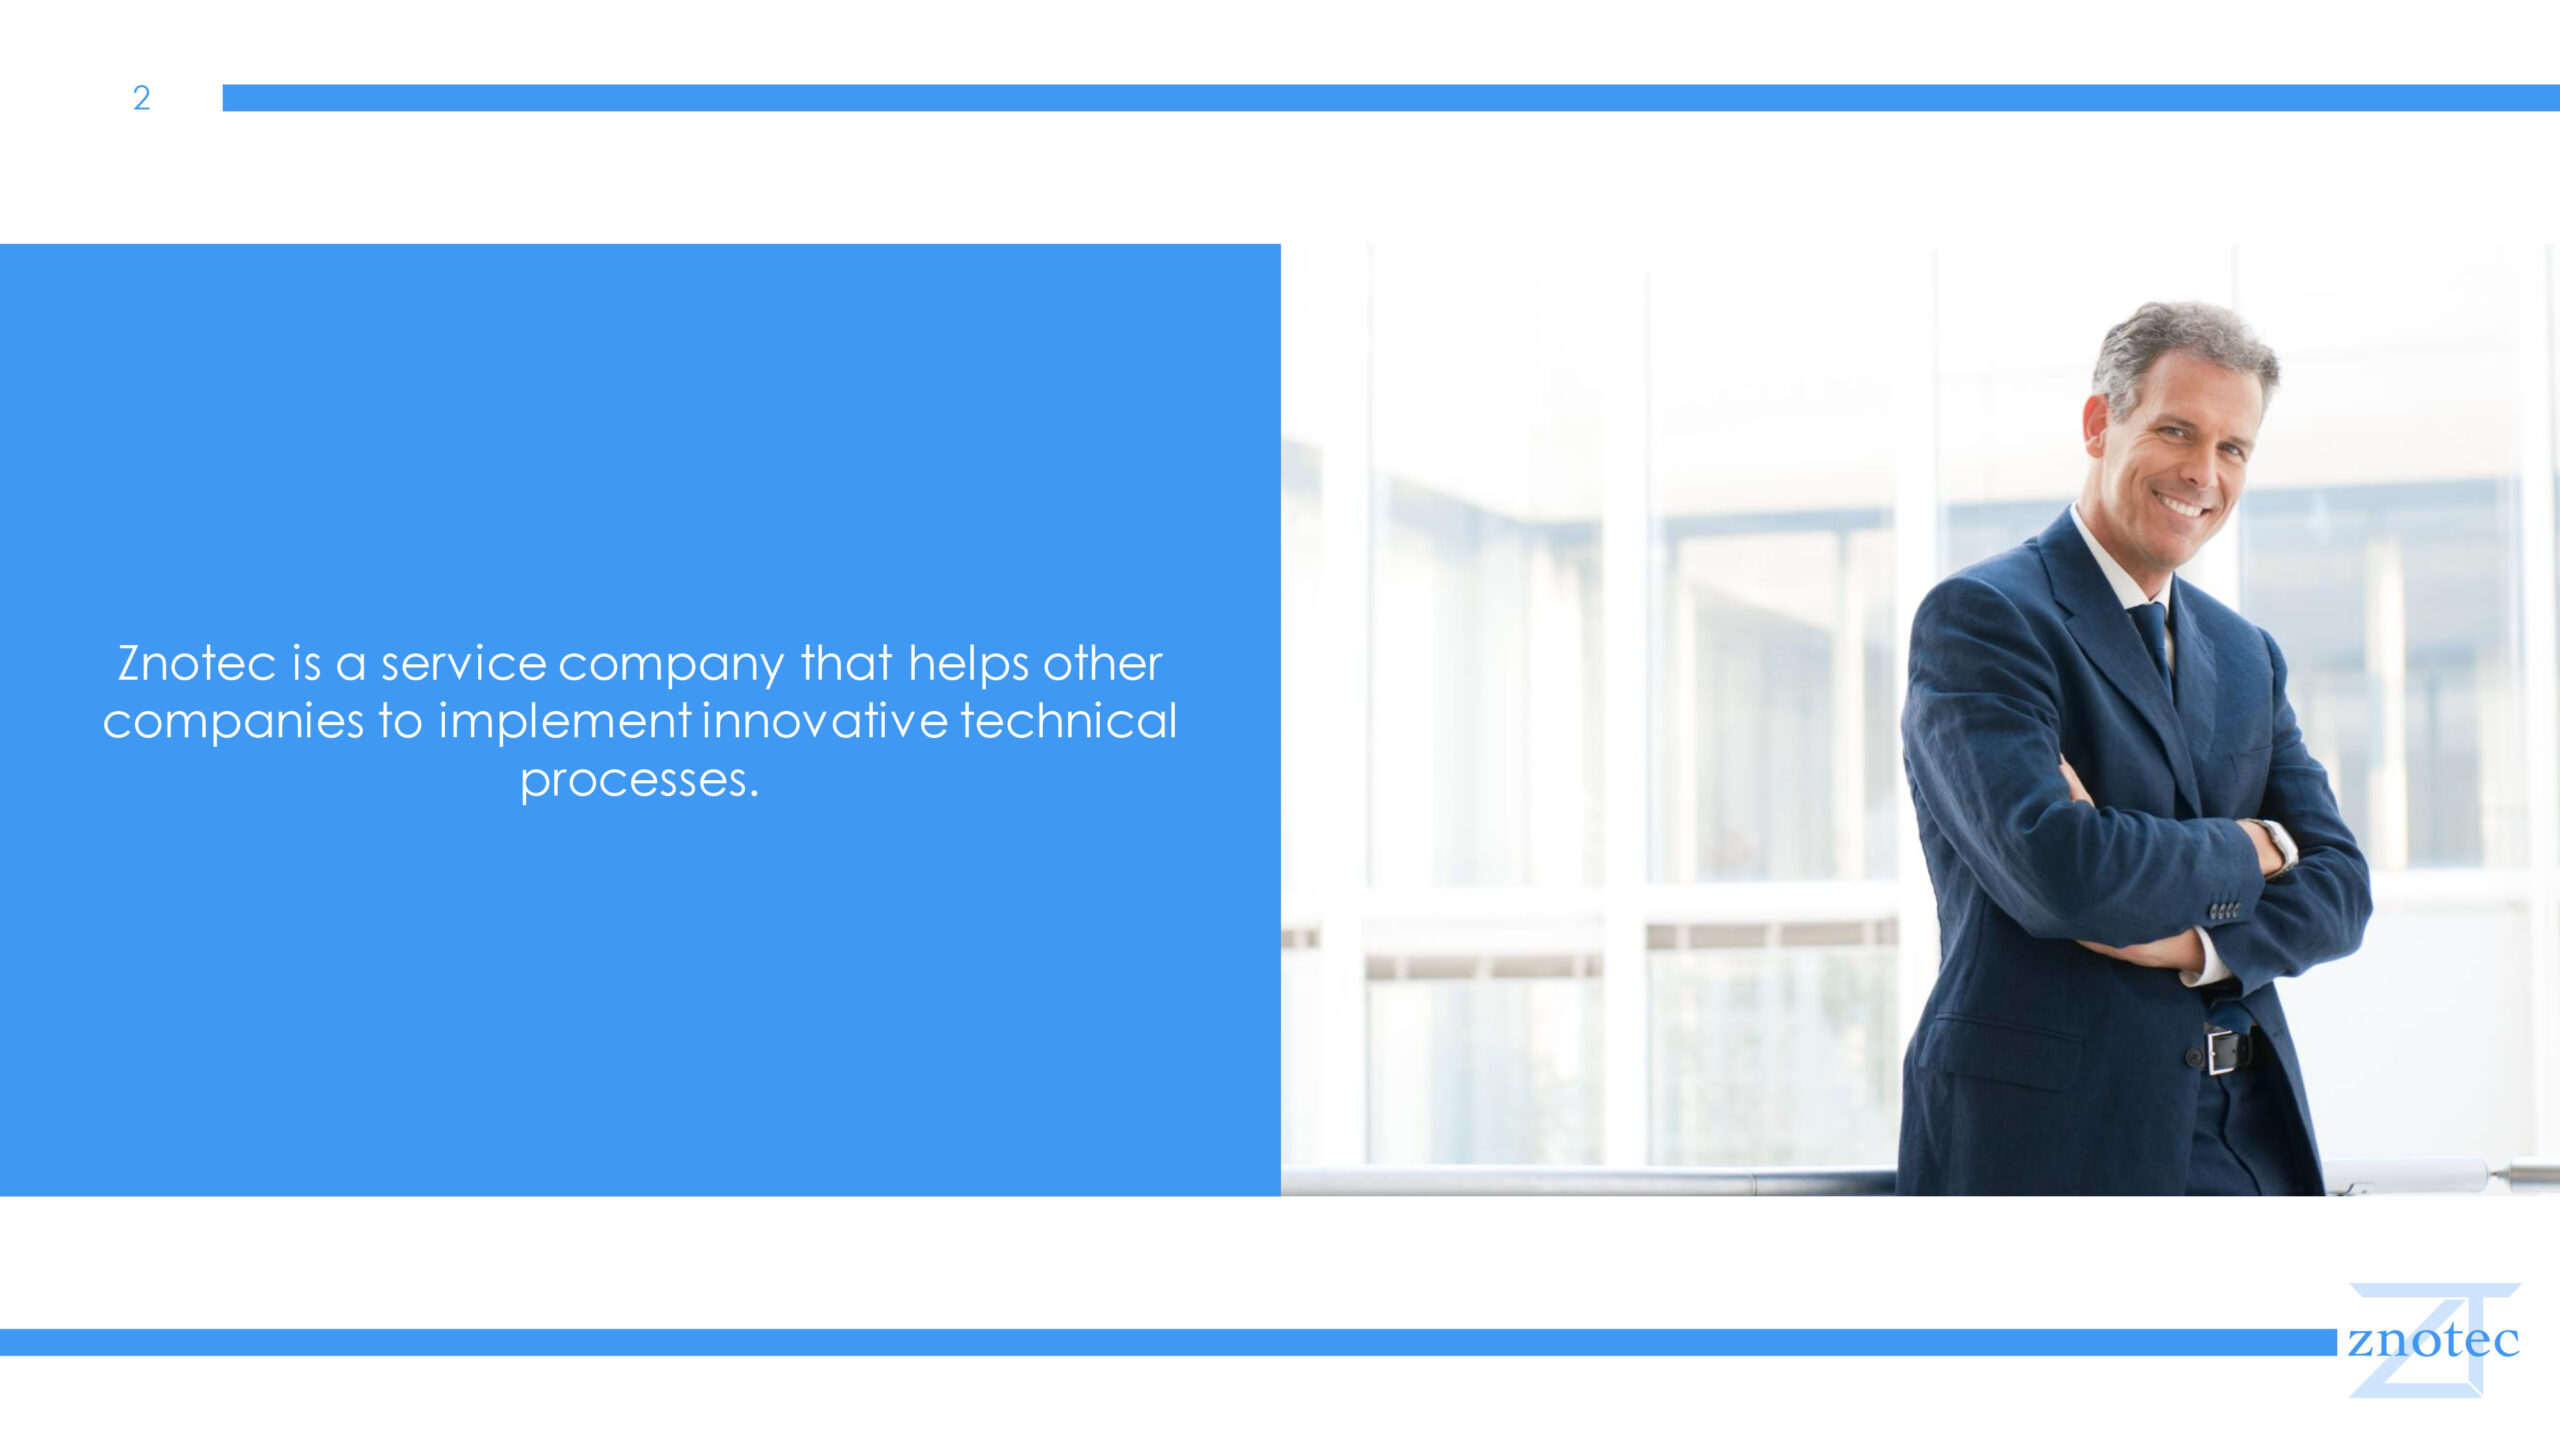 2
Znotec is a service company that helps other
companies to implement innovative technical
processes.
znotec